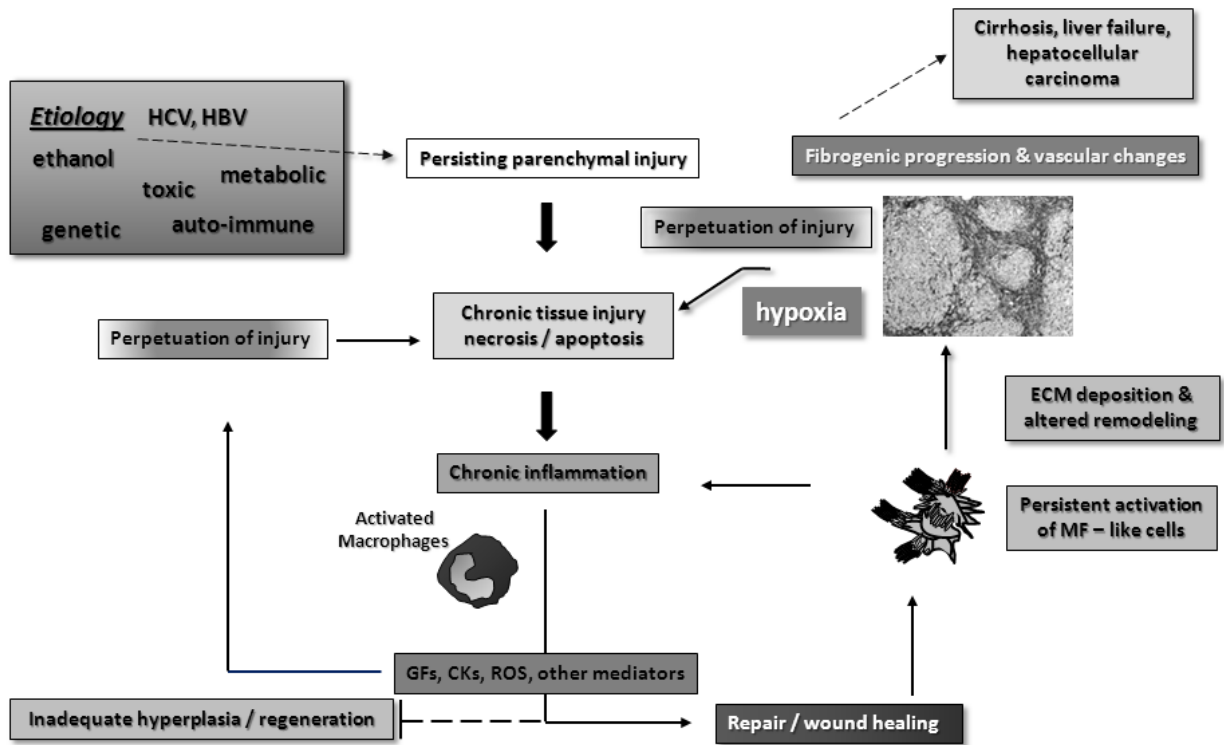 Cirrhosis, liver failure,
hepatocellular
carcinoma
Etiology HCV, HBV
ethanol
metabolic
toxic
genetic
auto-immune
Persisting parenchymal injury
Fibrogenic progression & vascular changes
Perpetuation of injury
hypoxia
Chronic tissue injury
necrosis / apoptosis
Perpetuation of injury
ECM deposition &
altered remodeling
Chronic inflammation
Activated
Macrophages
Persistent activation
of MF – like cells
GFs, CKs, ROS, other mediators
Inadequate hyperplasia / regeneration
Repair / wound healing